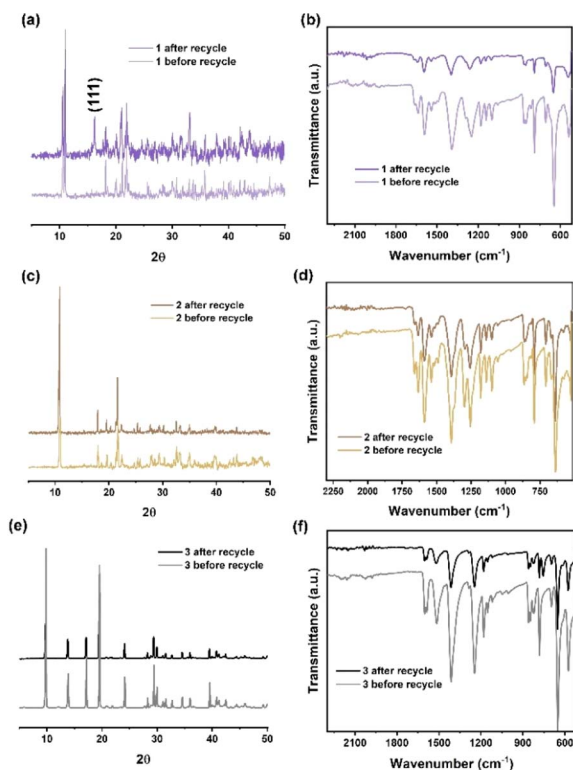 (a)
1 after recycle
1 before recycle
(111)
10 20 30 40 50
2θ
(b)
Transmittance (a.u.)
1 after recycle
1 before recycle
2100 1800 1500 1200 900 600
Wavenumber (cm⁻¹)
(c)
2 after recycle
2 before recycle
10 20 30 40 50
2θ
(d)
Transmittance (a.u.)
2 after recycle
2 before recycle
2250 2000 1750 1500 1250 1000 750
Wavenumber (cm⁻¹)
(e)
3 after recycle
3 before recycle
10 20 30 40 50
2θ
(f)
Transmittance (a.u.)
3 after recycle
3 before recycle
2100 1800 1500 1200 900 600
Wavenumber (cm⁻¹)